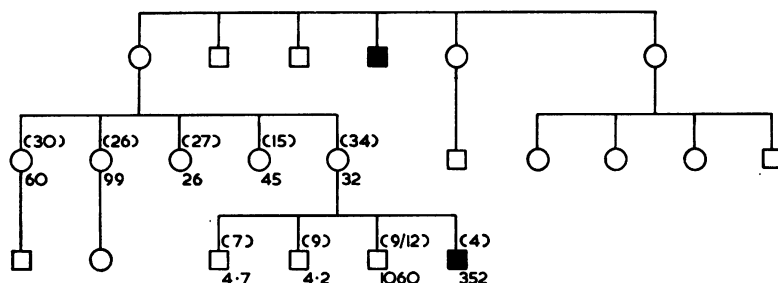 (30) (26) (27) (15) (34)
60 99 26 45 32
(7) (9) (9/12) (4)
4·7 4·2 1060 352